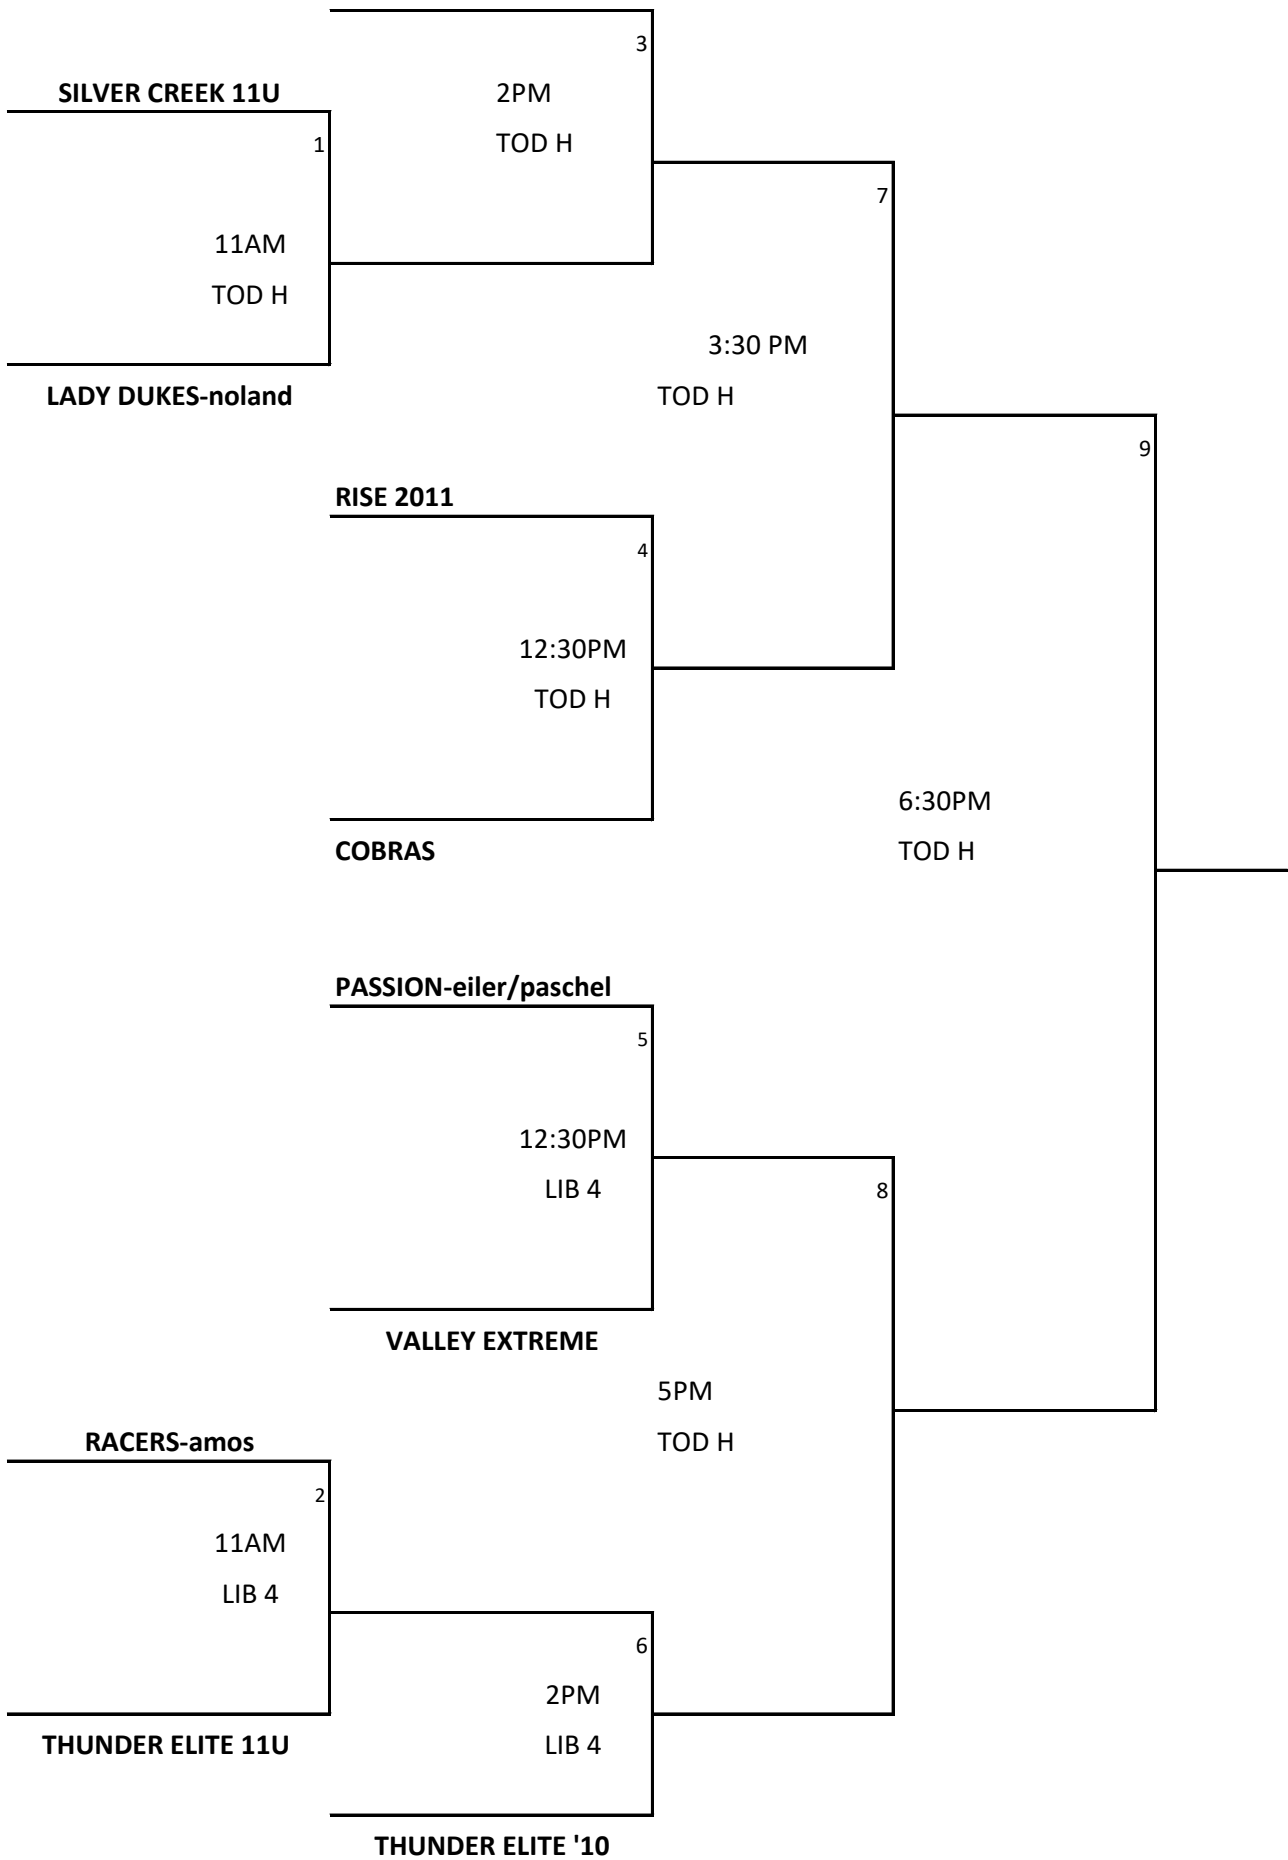 3
SILVER CREEK 11U
2PM
1
TOD H
7
11AM
TOD H
3:30 PM
LADY DUKES-noland
TOD H
9
RISE 2011
4
12:30PM
TOD H
6:30PM
COBRAS
TOD H
PASSION-eiler/paschel
5
12:30PM
LIB 4
8
VALLEY EXTREME
5PM
RACERS-amos
TOD H
2
11AM
LIB 4
6
2PM
THUNDER ELITE 11U
LIB 4
THUNDER ELITE '10